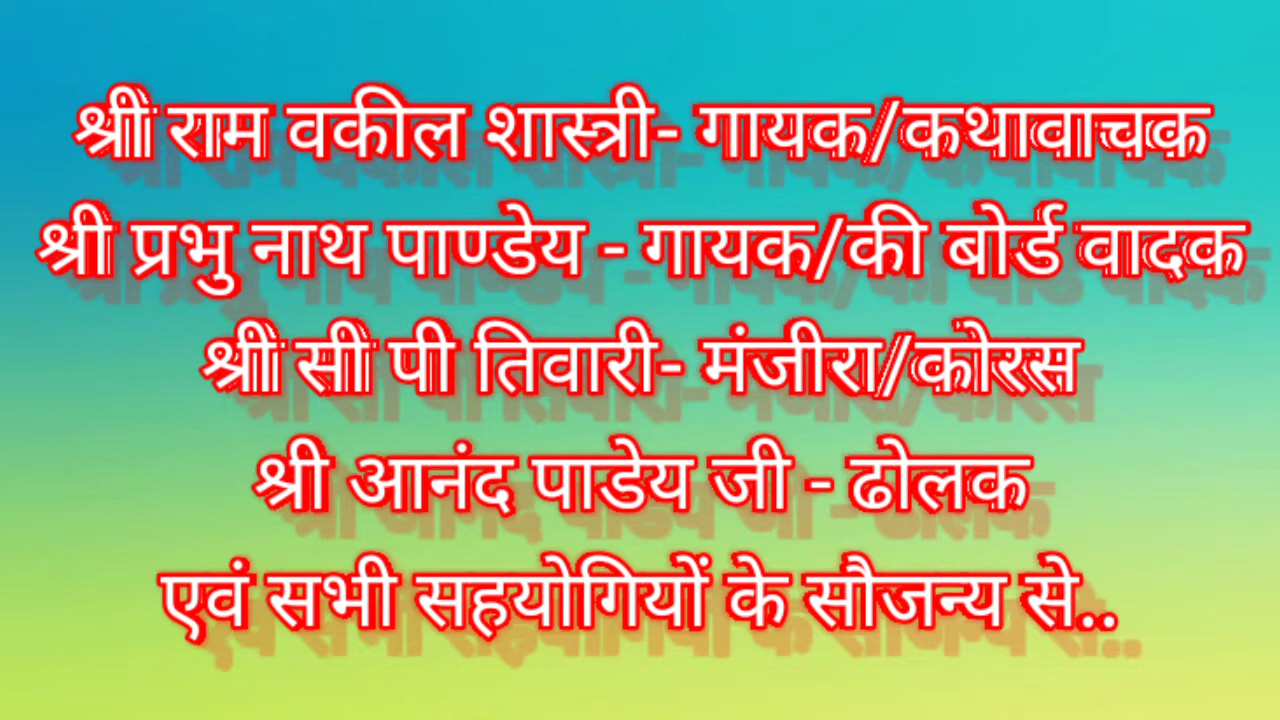 श्री राम वकील शास्त्री- गायक/कथावाचक
श्री प्रभु नाथ पाण्डेय - गायक/की बोर्ड वादक
श्री सी पी तिवारी- मंजीरा/कोरस
श्री आनंद पाडेय जी - ढोलक
एवं सभी सहयोगियों के सौजन्य से..